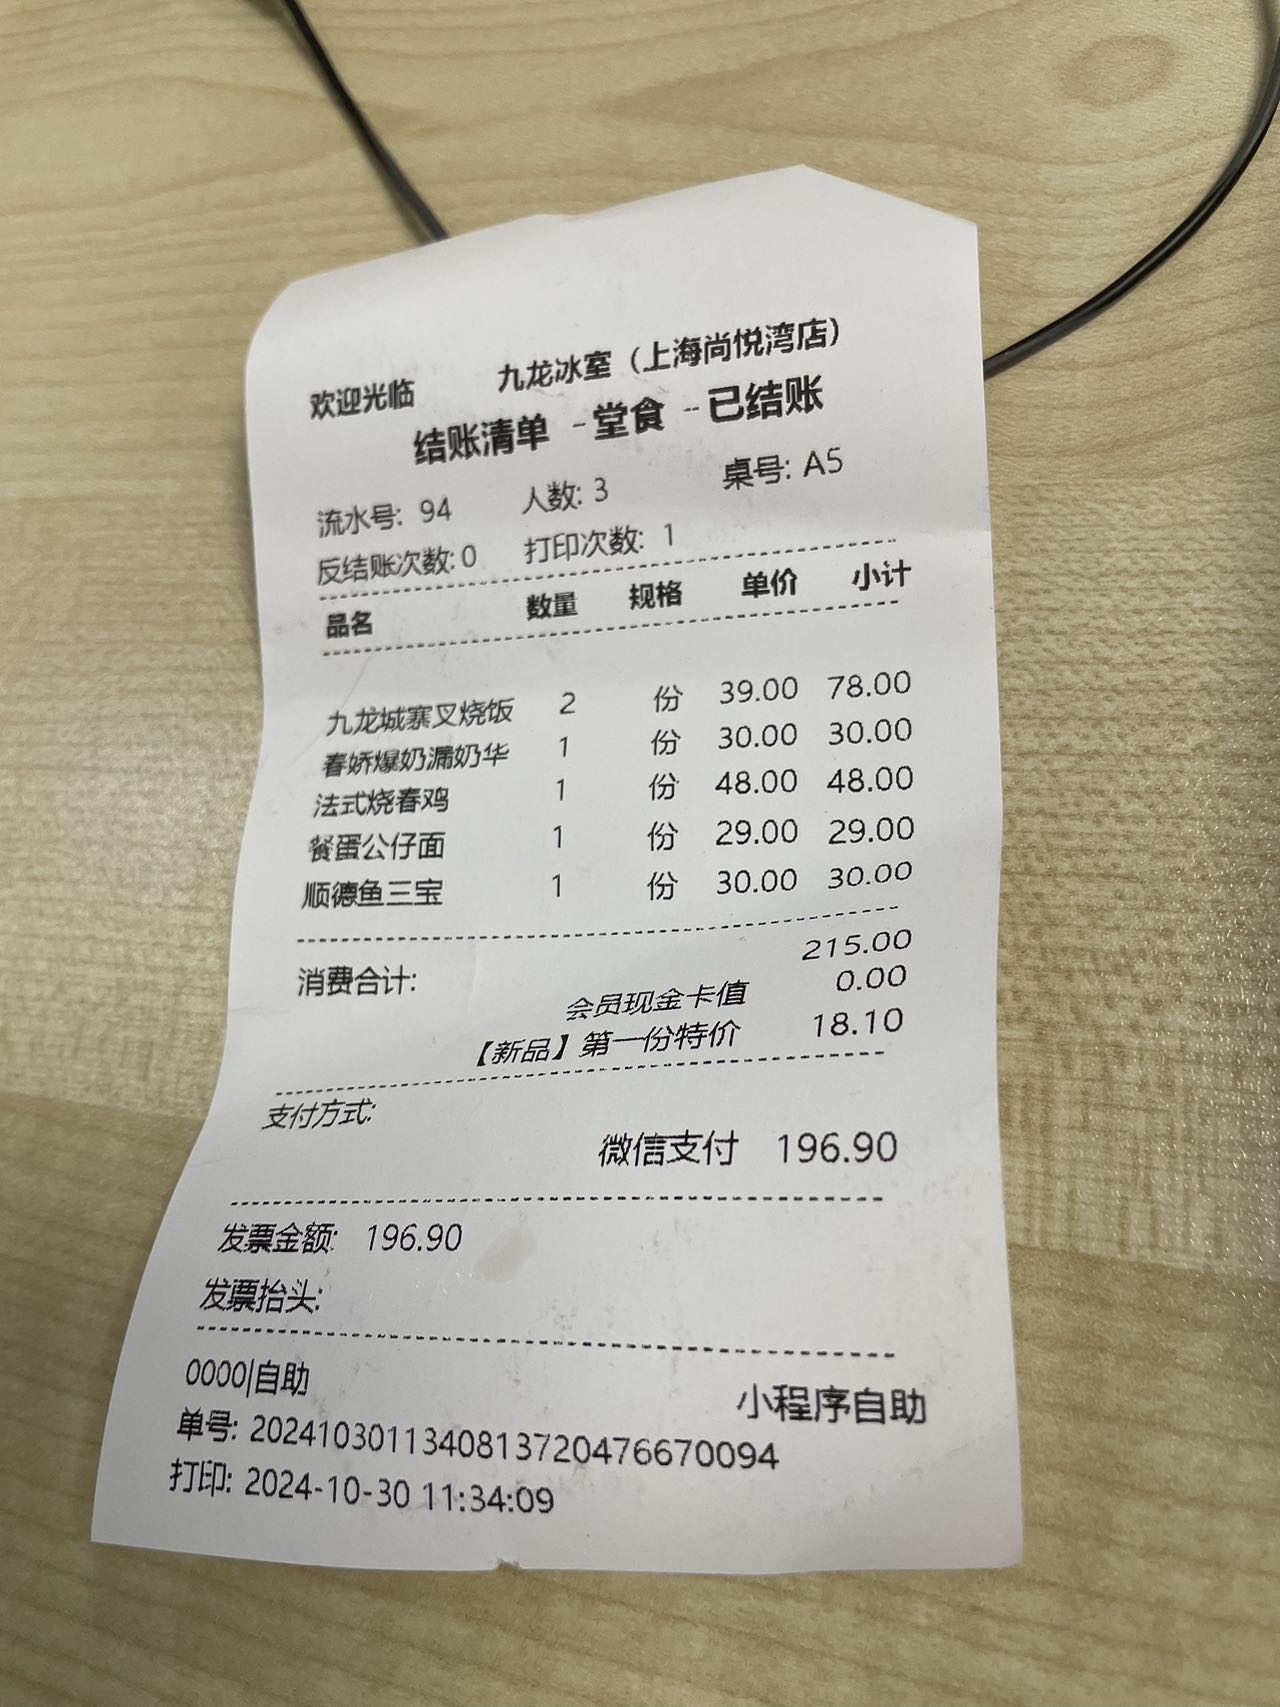 欢迎光临 九龙冰室（上海尚悦湾店）
结账清单 -堂食 --已结账
流水号: 94 人数: 3 桌号: A5
反结账次数: 0 打印次数: 1
品名 数量 规格 单价 小计
九龙城寨叉烧饭 2 份 39.00 78.00
春娇爆奶漏奶华 1 份 30.00 30.00
法式烧春鸡 1 份 48.00 48.00
餐蛋公仔面 1 份 29.00 29.00
顺德鱼三宝 1 份 30.00 30.00
消费合计: 215.00
会员现金卡值 0.00
【新品】第一份特价 18.10
支付方式:
微信支付 196.90
发票金额: 196.90
发票抬头:
0000|自助 小程序自助
单号: 20241030113408137204766​70094
打印: 2024-10-30 11:34:09